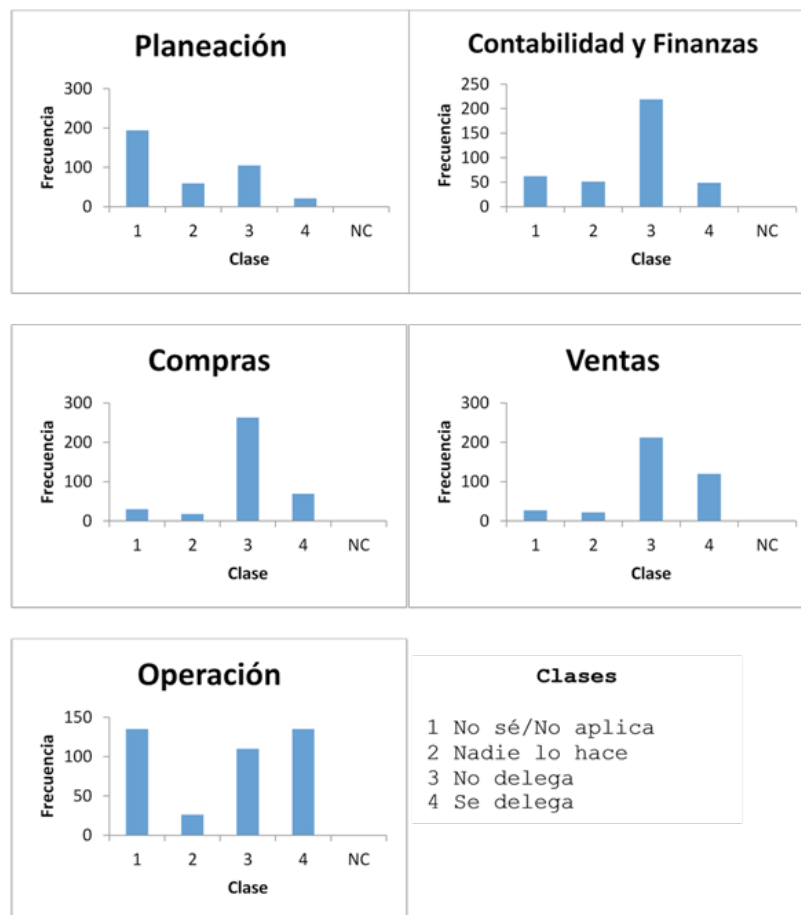 Planeación
300
200
100
0
Frecuencia
1 2 3 4 NC
Clase
Contabilidad y Finanzas
250
200
150
100
50
0
Frecuencia
1 2 3 4 NC
Clase
Compras
300
200
100
0
Frecuencia
1 2 3 4 NC
Clase
Ventas
300
200
100
0
Frecuencia
1 2 3 4 NC
Clase
Operación
150
100
50
0
Frecuencia
1 2 3 4 NC
Clase
Clases
1 No sé/No aplica
2 Nadie lo hace
3 No delega
4 Se delega